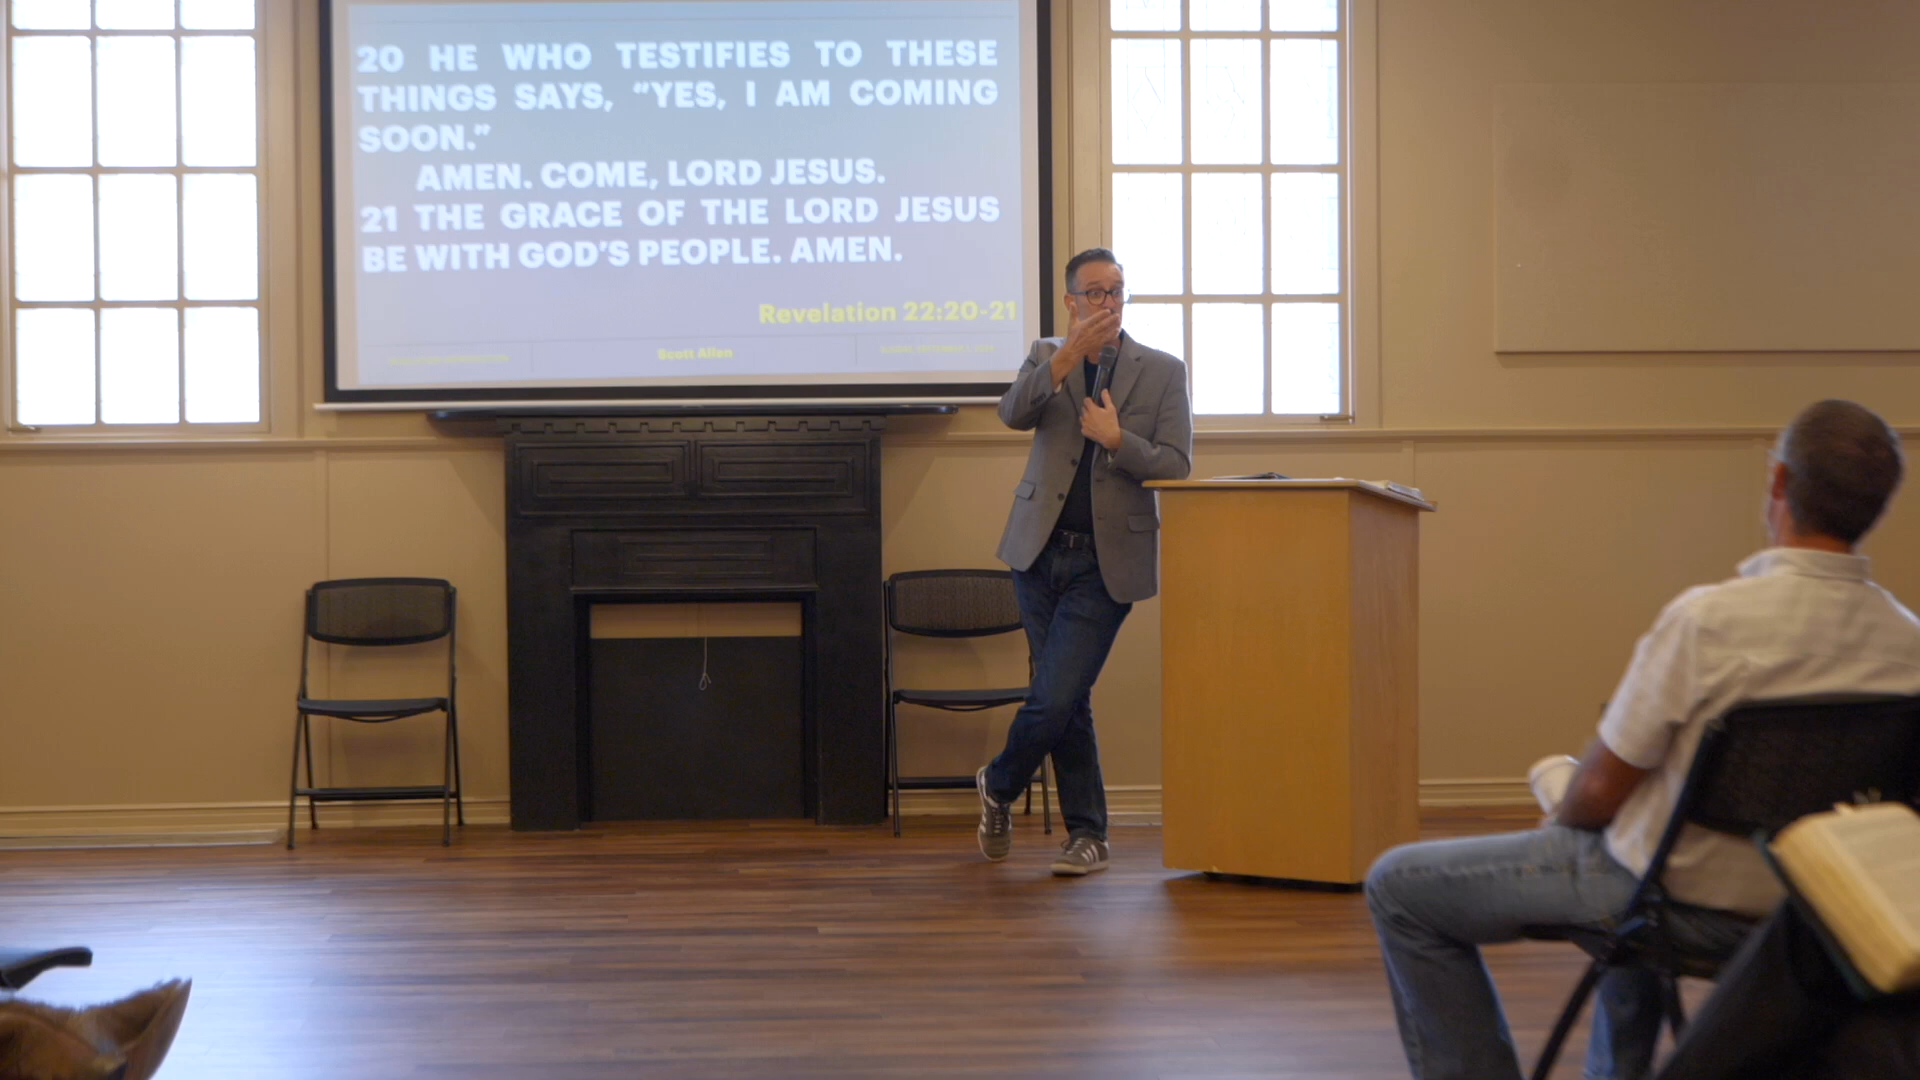 20 HE WHO TESTIFIES TO THESE
THINGS SAYS, “YES, I AM COMING
SOON.”
AMEN. COME, LORD JESUS.
21 THE GRACE OF THE LORD JESUS
BE WITH GOD’S PEOPLE. AMEN.
Revelation 22:20-21
Scott Allen